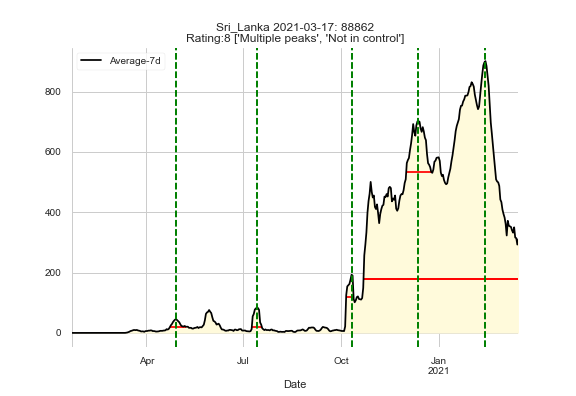 Sri_Lanka 2021-03-17: 88862
Rating:8 ['Multiple peaks', 'Not in control']
Average-7d
800
600
400
200
0
Apr
Jul
Oct
Jan
2021
Date